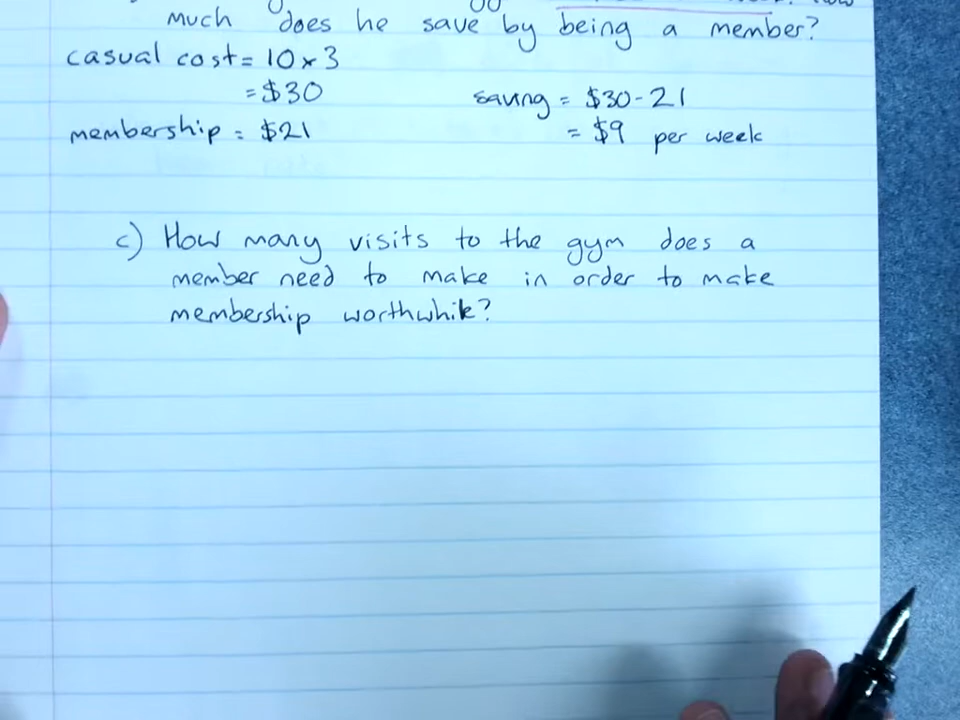 much does he save by being a member?
casual cost = 10 x 3
= $30
saving = $30 - 21
membership = $21
= $9 per week
c) How many visits to the gym does a
member need to make in order to make
membership worthwhile?